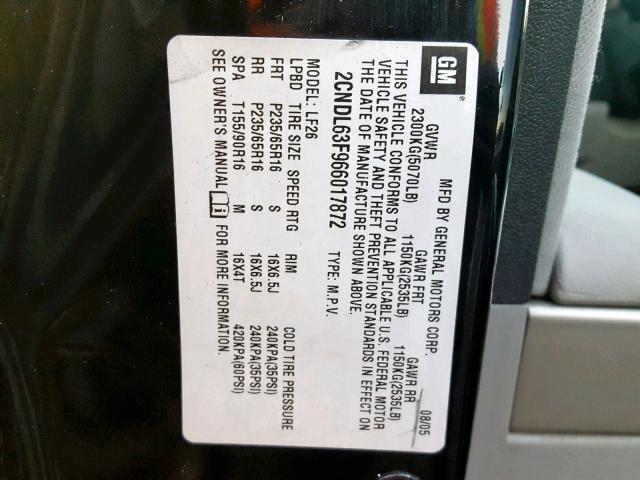 GM
MFD BY GENERAL MOTORS CORP. 08/05
GVWR GAWR FRT GAWR RR
2300KG(5070LB) 1150KG(2535LB) 1150KG(2535LB)
THIS VEHICLE CONFORMS TO ALL APPLICABLE U.S. FEDERAL MOTOR
VEHICLE SAFETY AND THEFT PREVENTION STANDARDS IN EFFECT ON
THE DATE OF MANUFACTURE SHOWN ABOVE.
2CNDL63F966017872 TYPE: M.P.V.
MODEL: LF26
LPBD TIRE SIZE SPEED RTG RIM COLD TIRE PRESSURE
FRT P235/65R16 S 16X6.5J 240KPA(35PSI)
RR P235/65R16 S 16X6.5J 240KPA(35PSI)
SPA T155/90R16 M 16X4T 420KPA(60PSI)
SEE OWNER'S MANUAL i FOR MORE INFORMATION.